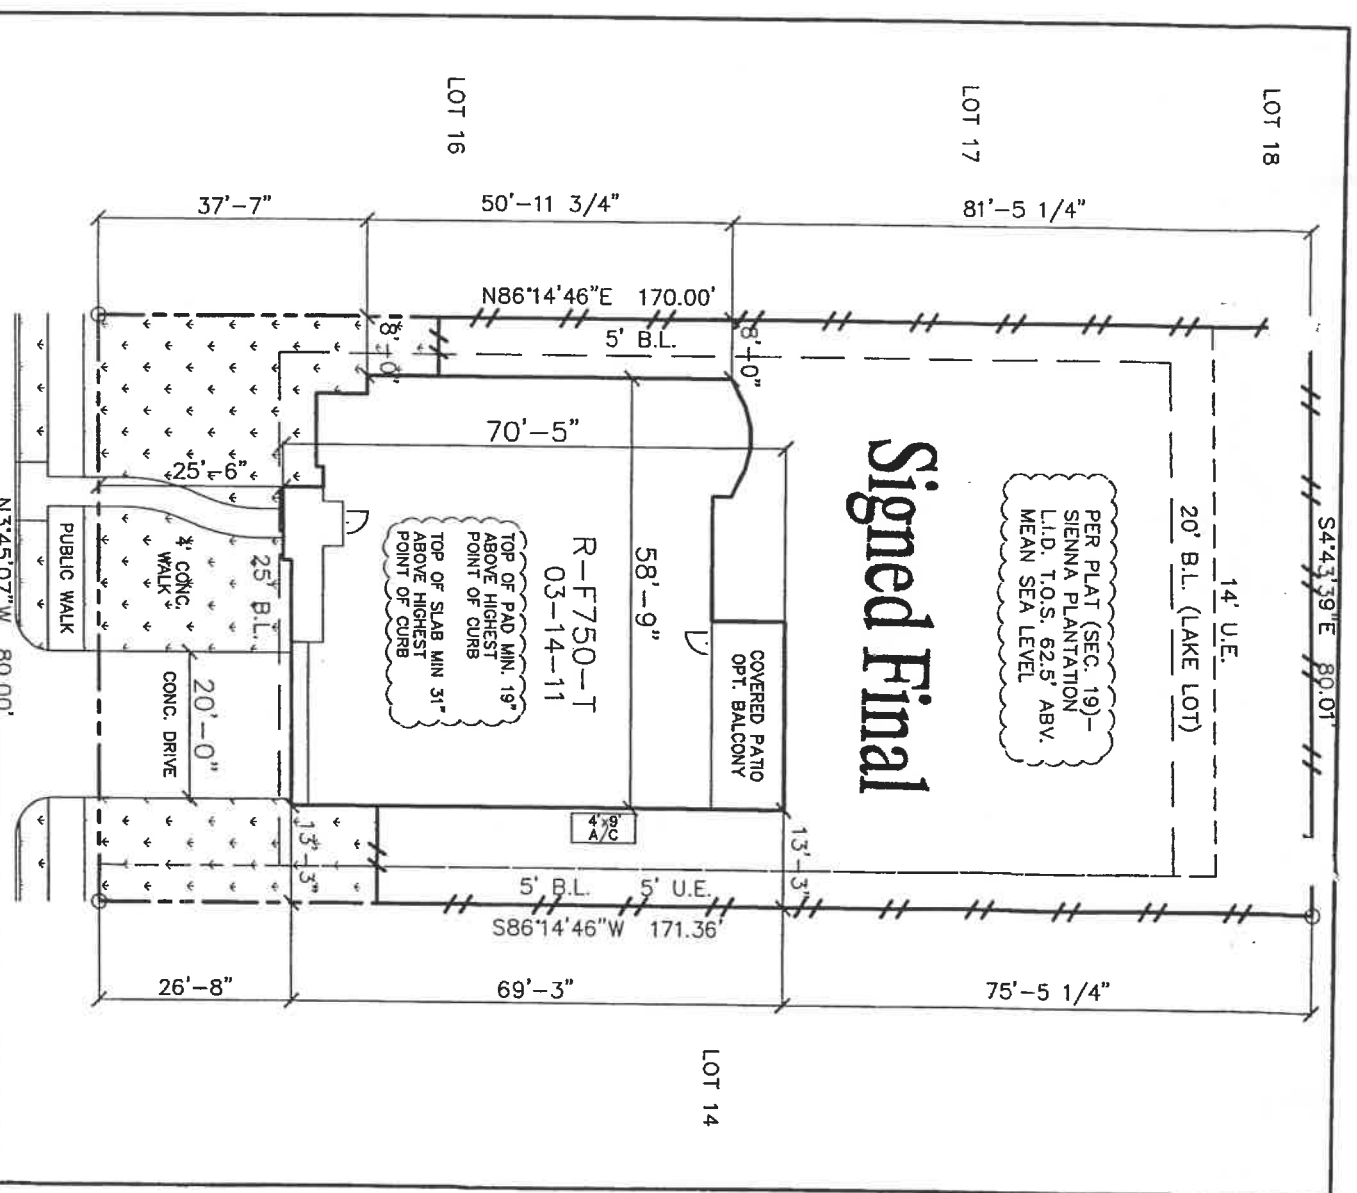 LOT 16
LOT 17
LOT 18
37'-7"
50'-11 3/4"
81'-5 1/4"
N86°14'46"E 170.00'
8'-0"
5' B.L.
8'-0"
70'-5"
25'-6"
58'-9"
R-F750-T
03-14-11
TOP OF PAD MIN. 19"
ABOVE HIGHEST
POINT OF CURB
TOP OF SLAB MIN 31"
ABOVE HIGHEST
POINT OF CURB
Signed Final
PER PLAT (SEC. 19)-
SIENNA PLANTATION
L.I.D. T.O.S. 62.5' ABV.
MEAN SEA LEVEL
20' B.L. (LAKE LOT)
14' U.E.
S4°43'39"E 80.01'
COVERED PATIO
OPT. BALCONY
25' B.L.
4' CONC.
WALK
PUBLIC WALK
N3°45'07"W 80.00'
20'-0"
CONC. DRIVE
4'x9'
A/C
13'-3"
13'-3"
5' B.L. 5' U.E.
S86°14'46"W 171.36'
26'-8"
69'-3"
75'-5 1/4"
LOT 14